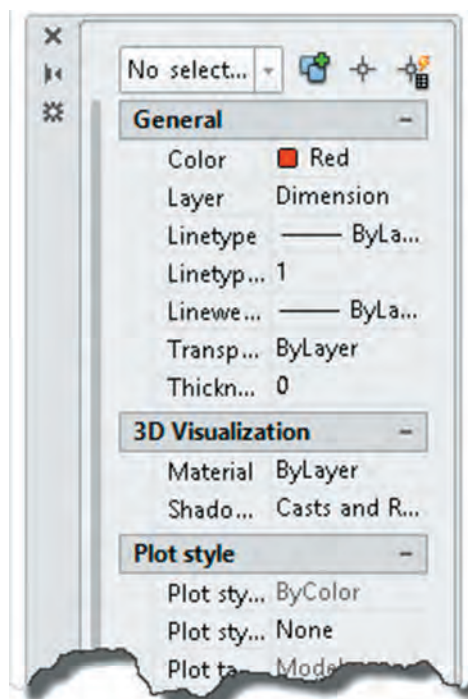 No select...
General
Color Red
Layer Dimension
Linetype ByLa...
Linetyp... 1
Linewe... ByLa...
Transp... ByLayer
Thickn... 0
3D Visualization
Material ByLayer
Shado... Casts and R...
Plot style
Plot sty... ByColor
Plot sty... None
Plot ta... Model